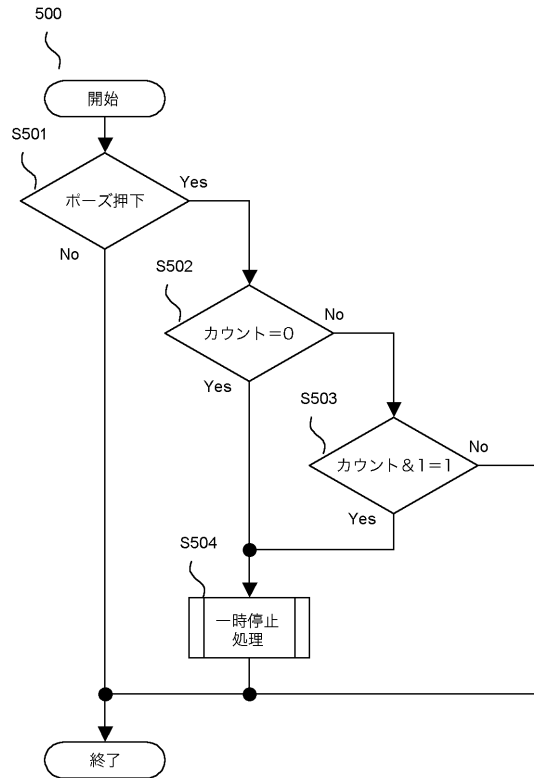 500
開始
S501
ポーズ押下
Yes
No
S502
カウント=0
No
Yes
S503
カウント&1=1
No
Yes
S504
一時停止
処理
終了